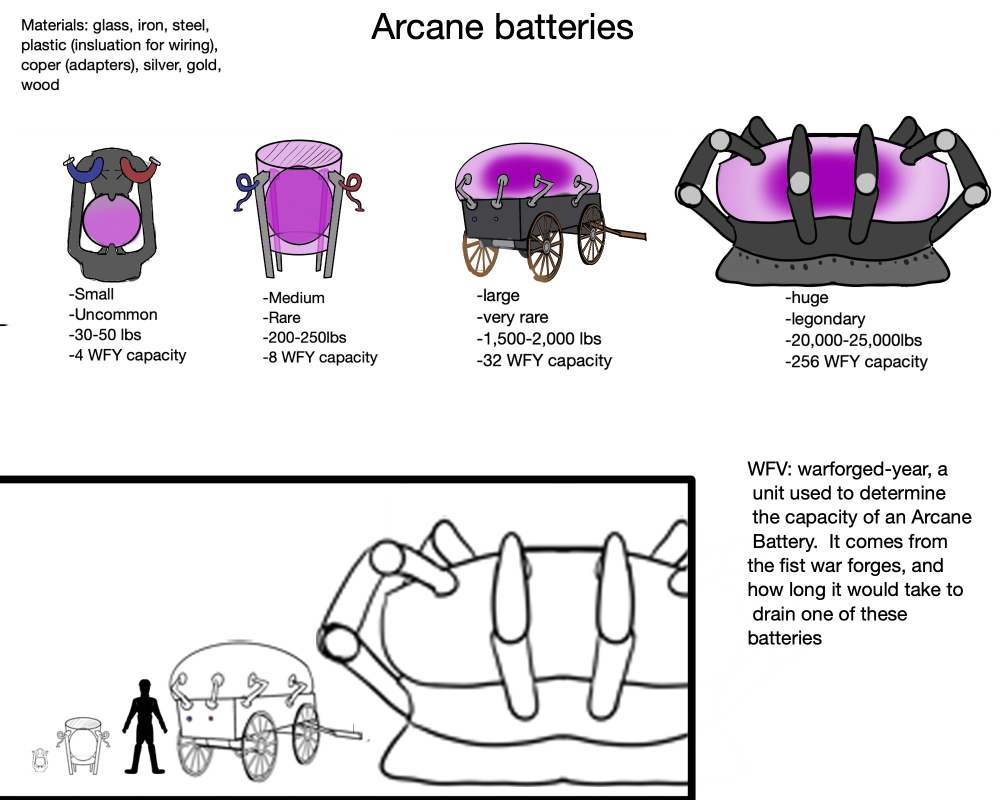 Arcane batteries
Materials: glass, iron, steel,
plastic (insluation for wiring),
coper (adapters), silver, gold,
wood
-Small
-Uncommon
-30-50 lbs
-4 WFY capacity
-Medium
-Rare
-200-250lbs
-8 WFY capacity
-large
-very rare
-1,500-2,000 lbs
-32 WFY capacity
-huge
-legondary
-20,000-25,000lbs
-256 WFY capacity
WFV: warforged-year, a
unit used to determine
the capacity of an Arcane
Battery.  It comes from
the fist war forges, and
how long it would take to
drain one of these
batteries